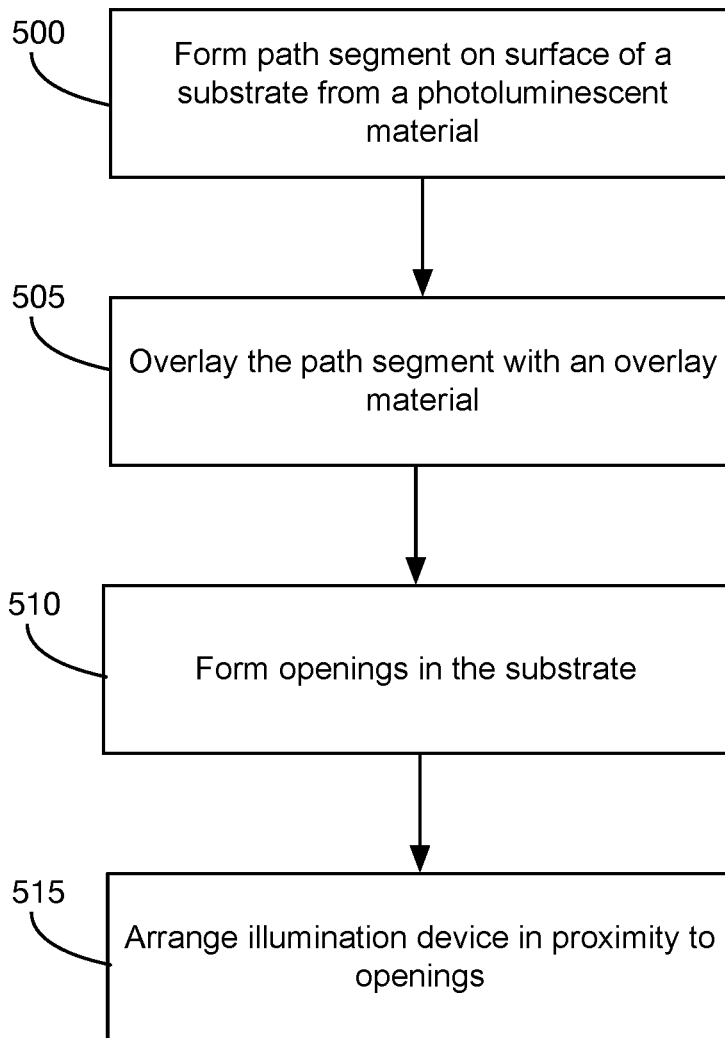 500
Form path segment on surface of a
substrate from a photoluminescent
material
505
Overlay the path segment with an overlay
material
510
Form openings in the substrate
515
Arrange illumination device in proximity to
openings